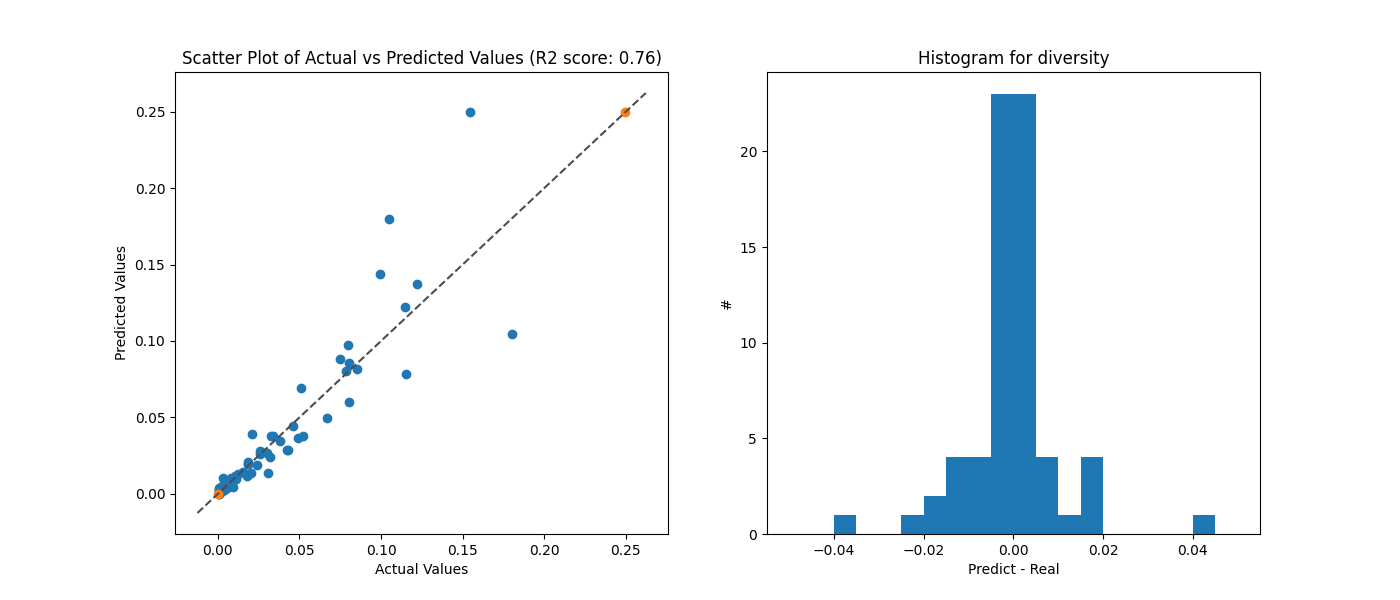 Scatter Plot of Actual vs Predicted Values (R2 score: 0.76)
0.25
0.20
0.15
0.10
0.05
0.00
Predicted Values
0.00 0.05 0.10 0.15 0.20 0.25
Actual Values
Histogram for diversity
20
15
10
5
0
#
−0.04 −0.02 0.00 0.02 0.04
Predict - Real